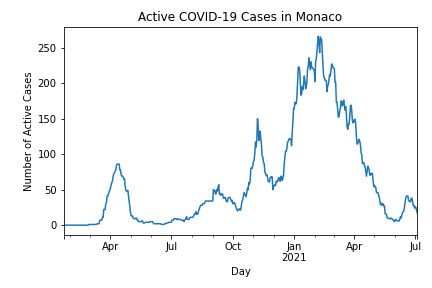 Active COVID-19 Cases in Monaco
Number of Active Cases
250
200
150
100
50
0
Apr
Jul
Oct
Jan
2021
Apr
Jul
Day